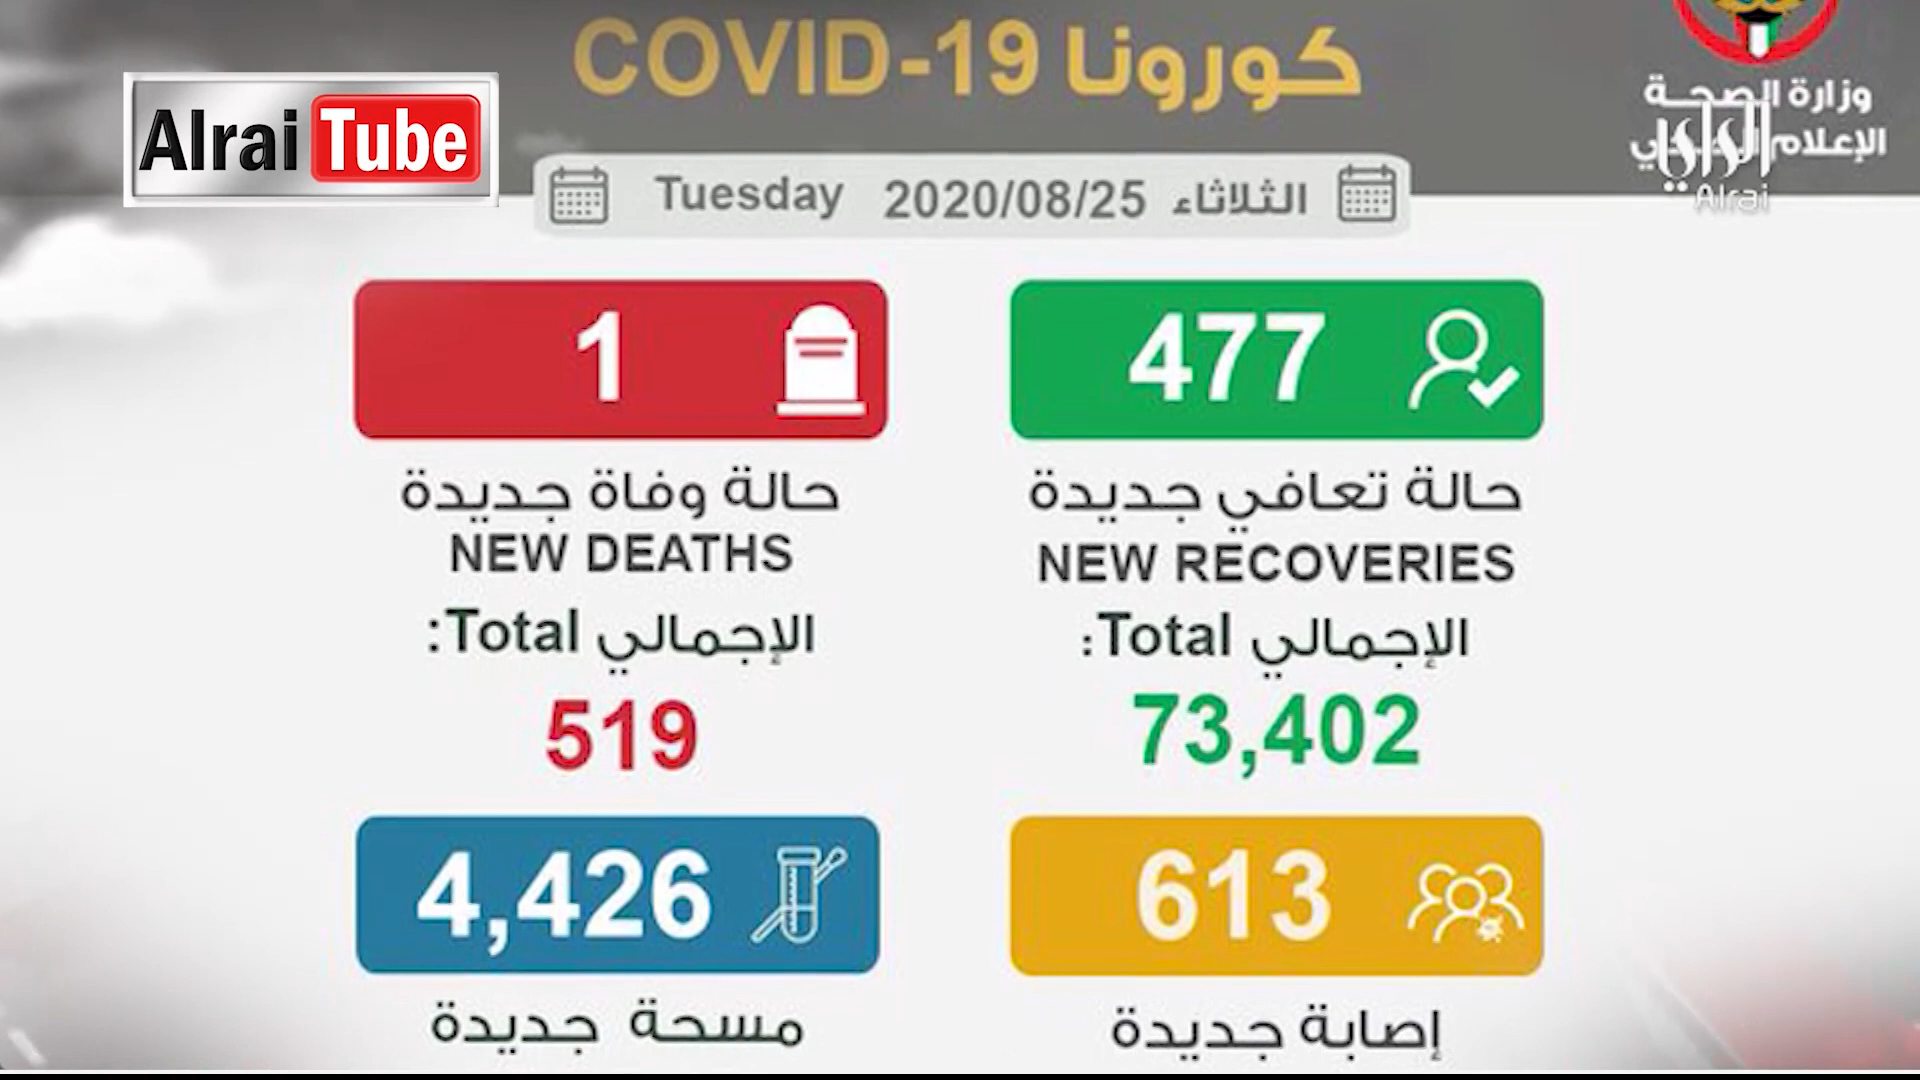 كورونا COVID-19
وزارة الصحة
Alrai Tube
الراي
Alrai
Tuesday 2020/08/25 الثلاثاء
477
حالة تعافي جديدة
NEW RECOVERIES
الإجمالي Total:
73,402
1
حالة وفاة جديدة
NEW DEATHS
الإجمالي Total:
519
613
إصابة جديدة
4,426
مسحة جديدة